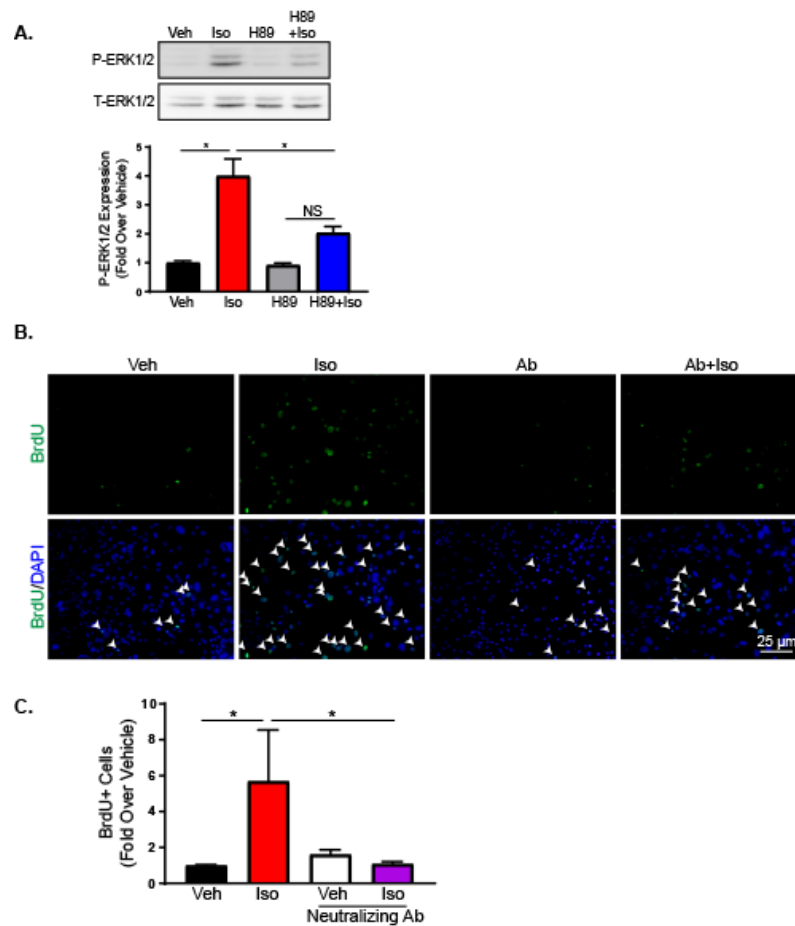 A.
Veh Iso H89 H89
+Iso
P-ERK1/2
T-ERK1/2
P-ERK1/2 Expression
(Fold Over Vehicle)
5
4
3
2
1
0
* *
NS
Veh Iso H89 H89+Iso
B.
Veh Iso Ab Ab+Iso
BrdU
BrdU/DAPI
25 µm
C.
BrdU+ Cells
(Fold Over Vehicle)
10
8
6
4
2
0
* *
Veh Iso Veh Iso
Neutralizing Ab